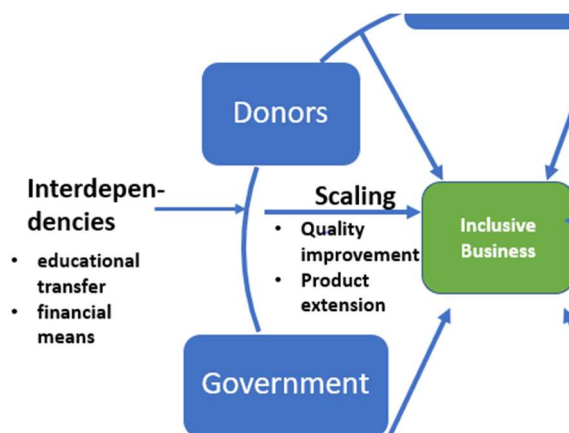 Donors
Interdepen-
dencies
• educational
transfer
• financial
means
Scaling
• Quality
improvement
• Product
extension
Inclusive
Business
Government